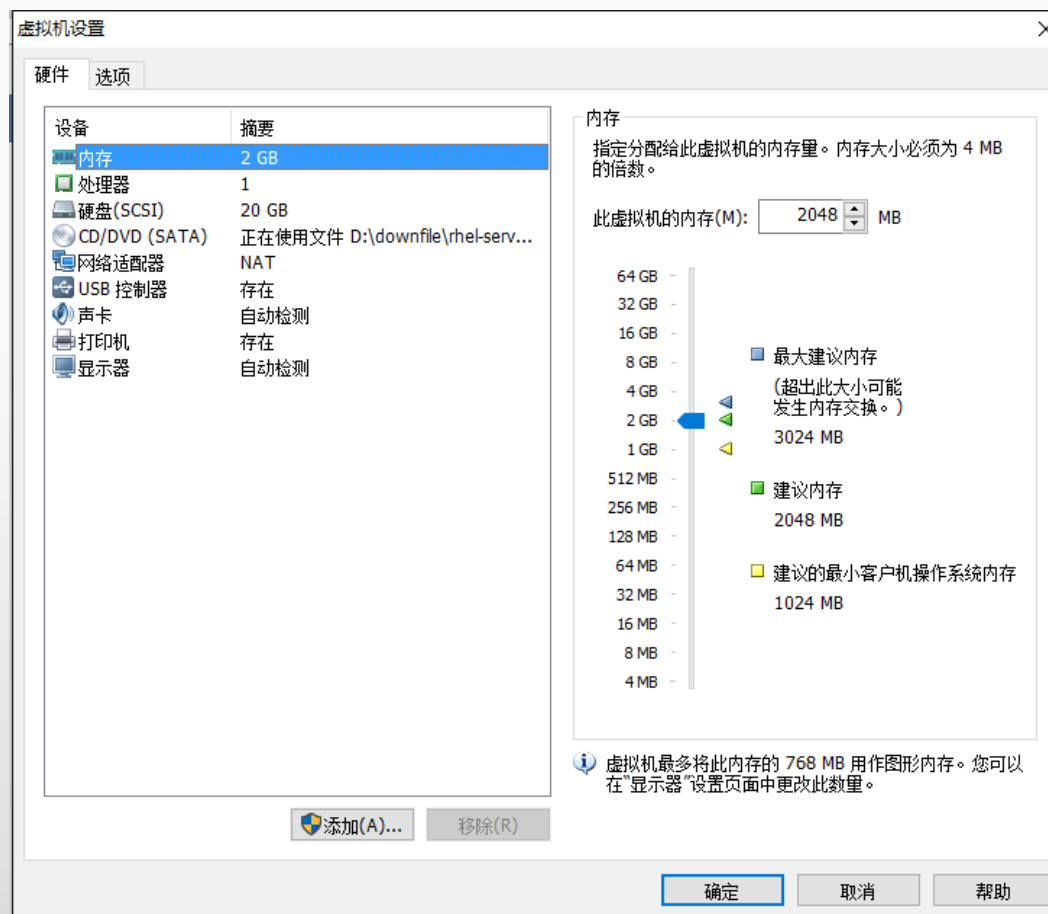 虚拟机设置
硬件 选项
设备 摘要
内存 2 GB
处理器 1
硬盘(SCSI) 20 GB
CD/DVD (SATA) 正在使用文件 D:\downfile\rhel-serv...
网络适配器 NAT
USB 控制器 存在
声卡 自动检测
打印机 存在
显示器 自动检测
添加(A)... 移除(R)
内存
指定分配给此虚拟机的内存量。内存大小必须为 4 MB
的倍数。
此虚拟机的内存(M): 2048 MB
64 GB
32 GB
16 GB
8 GB
4 GB
2 GB
1 GB
512 MB
256 MB
128 MB
64 MB
32 MB
16 MB
8 MB
4 MB
最大建议内存
(超出此大小可能
发生内存交换。)
3024 MB
建议内存
2048 MB
建议的最小客户机操作系统内存
1024 MB
虚拟机最多将此内存的 768 MB 用作图形内存。您可以
在"显示器"设置页面中更改此数量。
确定 取消 帮助